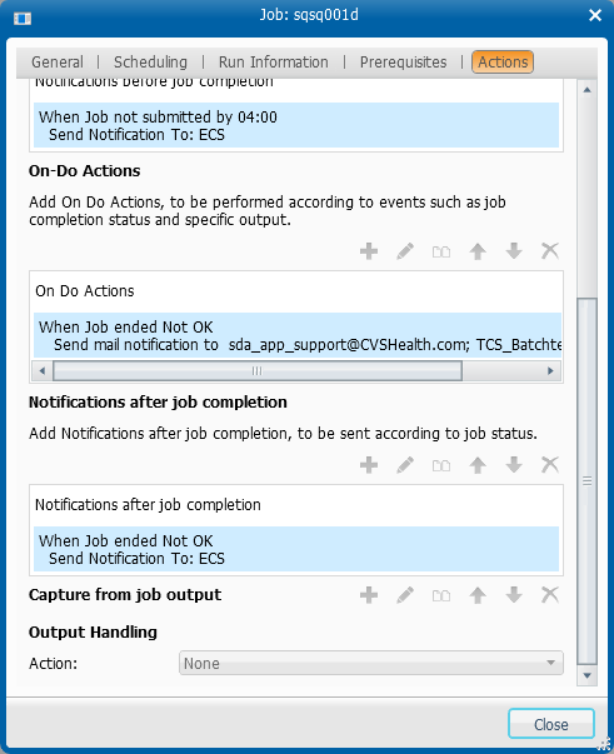 Job: sqsq001d
General | Scheduling | Run Information | Prerequisites | Actions
Notifications before job completion
When Job not submitted by 04:00
Send Notification To: ECS
On-Do Actions
Add On Do Actions, to be performed according to events such as job
completion status and specific output.
On Do Actions
When Job ended Not OK
Send mail notification to sda_app_support@CVSHealth.com; TCS_Batchte
Notifications after job completion
Add Notifications after job completion, to be sent according to job status.
Notifications after job completion
When Job ended Not OK
Send Notification To: ECS
Capture from job output
Output Handling
Action: None
Close